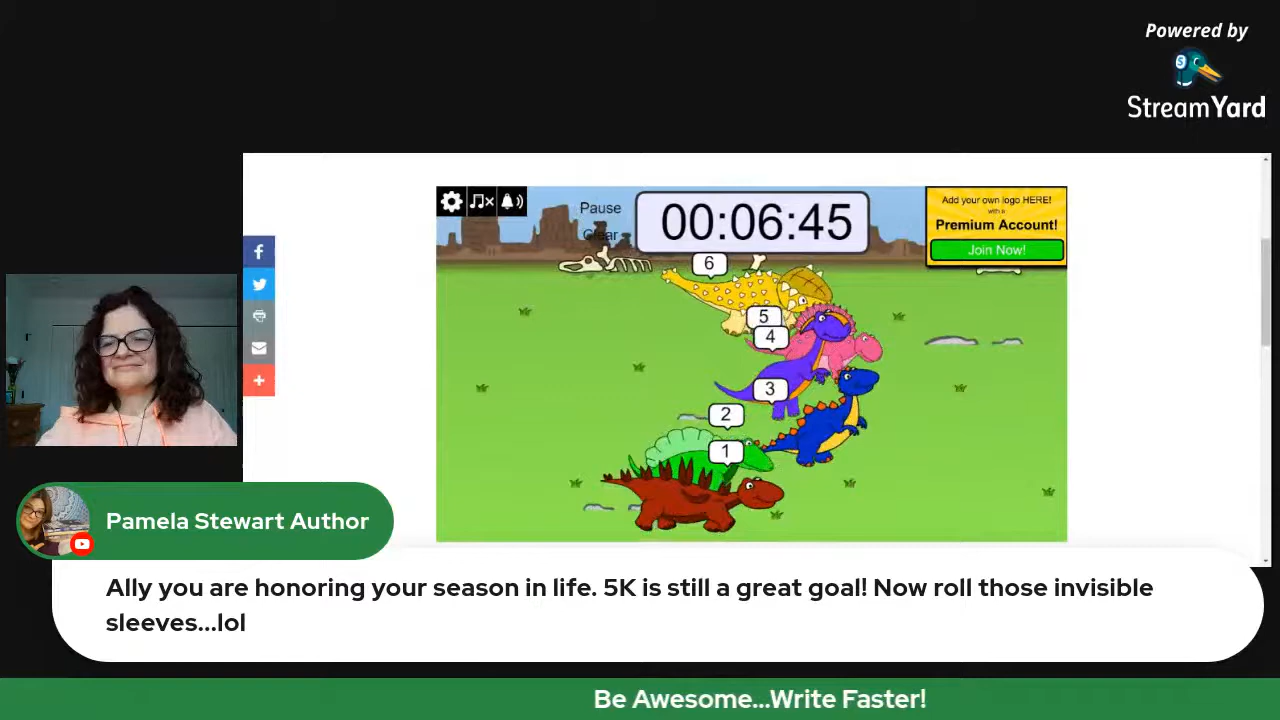 Powered by
StreamYard
Pause
Clear
00:06:45
Add your own logo HERE!
with a
Premium Account!
Join Now!
6
5
4
3
2
1
Pamela Stewart Author
Ally you are honoring your season in life. 5K is still a great goal! Now roll those invisible
sleeves...lol
Be Awesome...Write Faster!